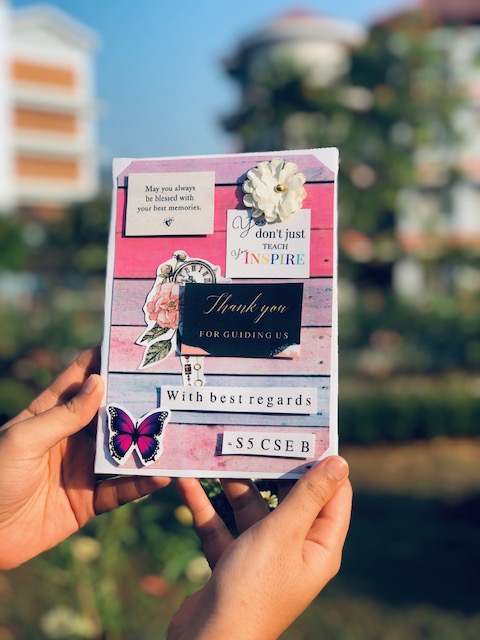 May you always
be blessed with
your best memories.
You don't just
TEACH
You INSPIRE
Thank you
FOR GUIDING US
With best regards
-S5 CSE B